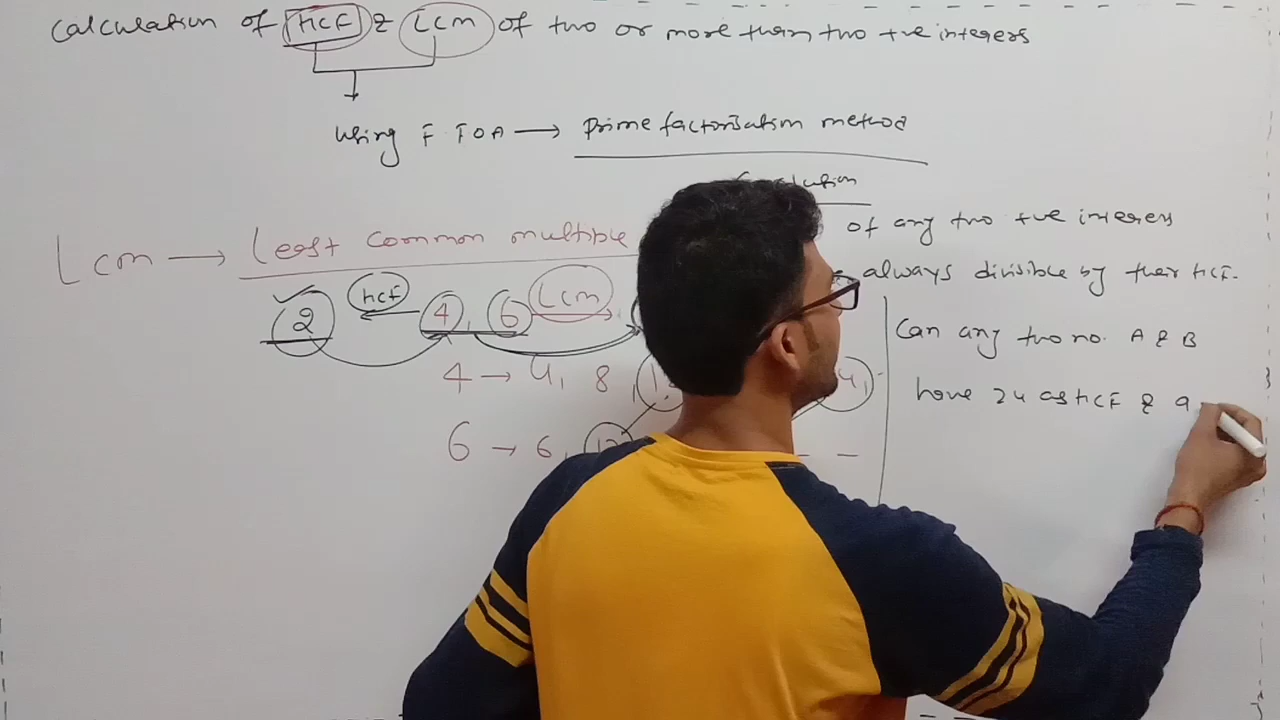 Calculation of HCF & LCM of two or more than two +ve integers
Using F.TOA → Prime factorisation method
of any two +ve integers
Lcm → Least common multiple
always divisible by their HCF.
2 HCF 4, 6 LCM
Can any two no. A & B
4 → 4, 8,
have 24 as HCF & 9
6 → 6, 12